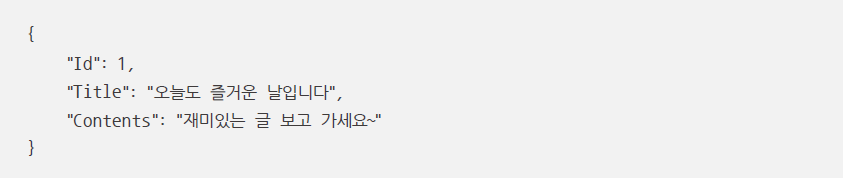 {
"Id": 1,
"Title": "오늘도 즐거운 날입니다",
"Contents": "재미있는 글 보고 가세요~"
}